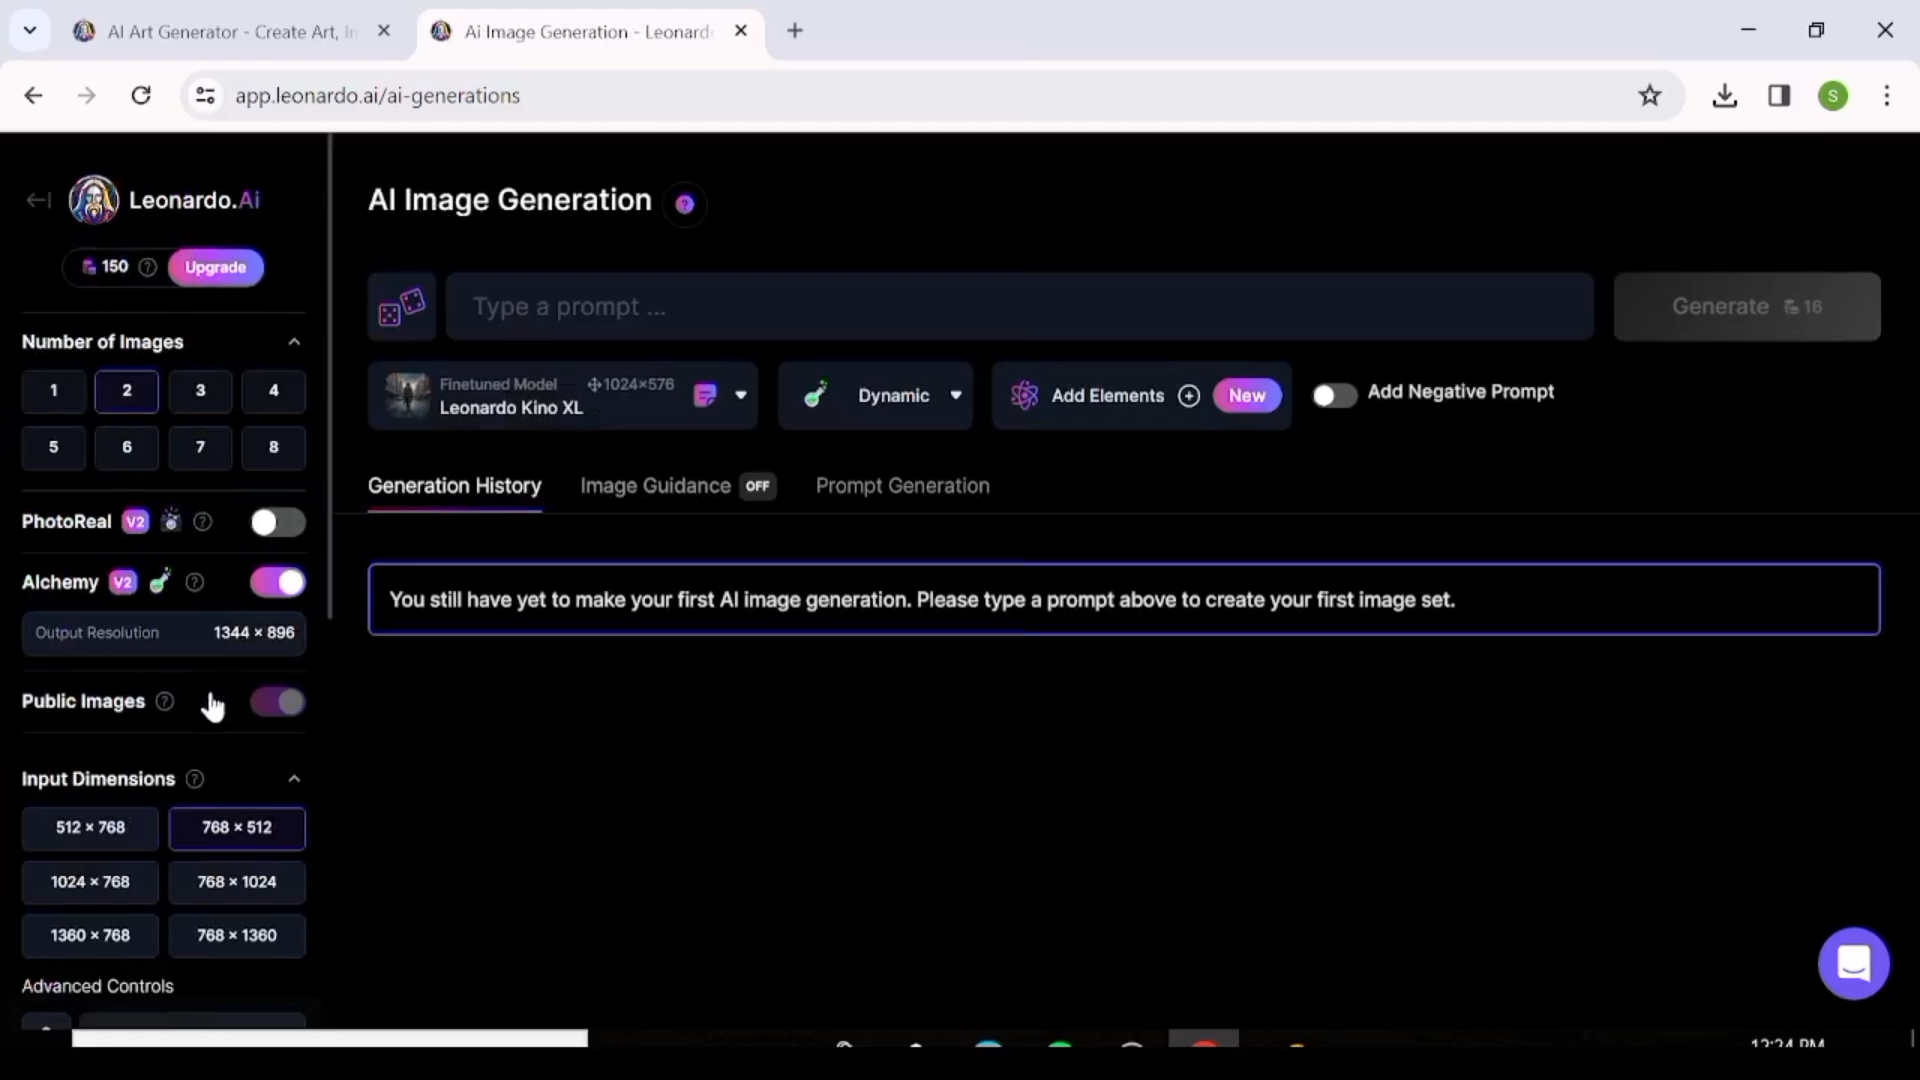 AI Art Generator - Create Art, In
Ai Image Generation - Leonard
app.leonardo.ai/ai-generations
S
Leonardo.Ai
150
Upgrade
Number of Images
1 2 3 4
5 6 7 8
PhotoReal V2
Alchemy V2
Output Resolution 1344 × 896
Public Images
Input Dimensions
512 × 768 768 × 512
1024 × 768 768 × 1024
1360 × 768 768 × 1360
Advanced Controls
AI Image Generation
Type a prompt ...
Generate 16
Finetuned Model 1024×576
Leonardo Kino XL
Dynamic
Add Elements New
Add Negative Prompt
Generation History Image Guidance OFF Prompt Generation
You still have yet to make your first AI image generation. Please type a prompt above to create your first image set.
12:24 PM